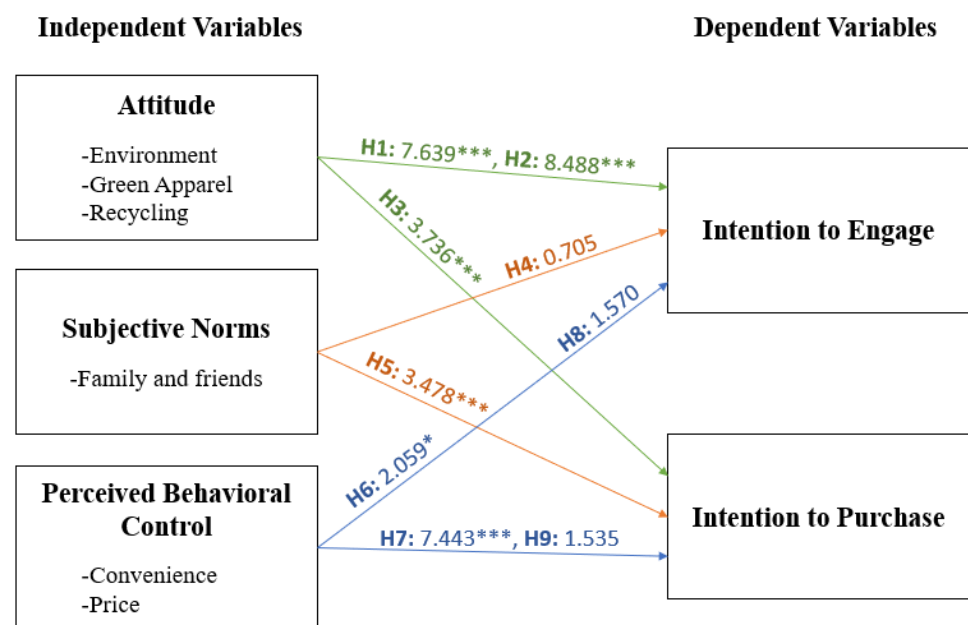 Independent Variables
Dependent Variables
Attitude
-Environment
-Green Apparel
-Recycling
H1: 7.639***, H2: 8.488***
H3: 3.736***
Intention to Engage
H4: 0.705
Subjective Norms
-Family and friends
H8: 1.570
H5: 3.478***
H6: 2.059*
Perceived Behavioral
Control
-Convenience
-Price
H7: 7.443***, H9: 1.535
Intention to Purchase